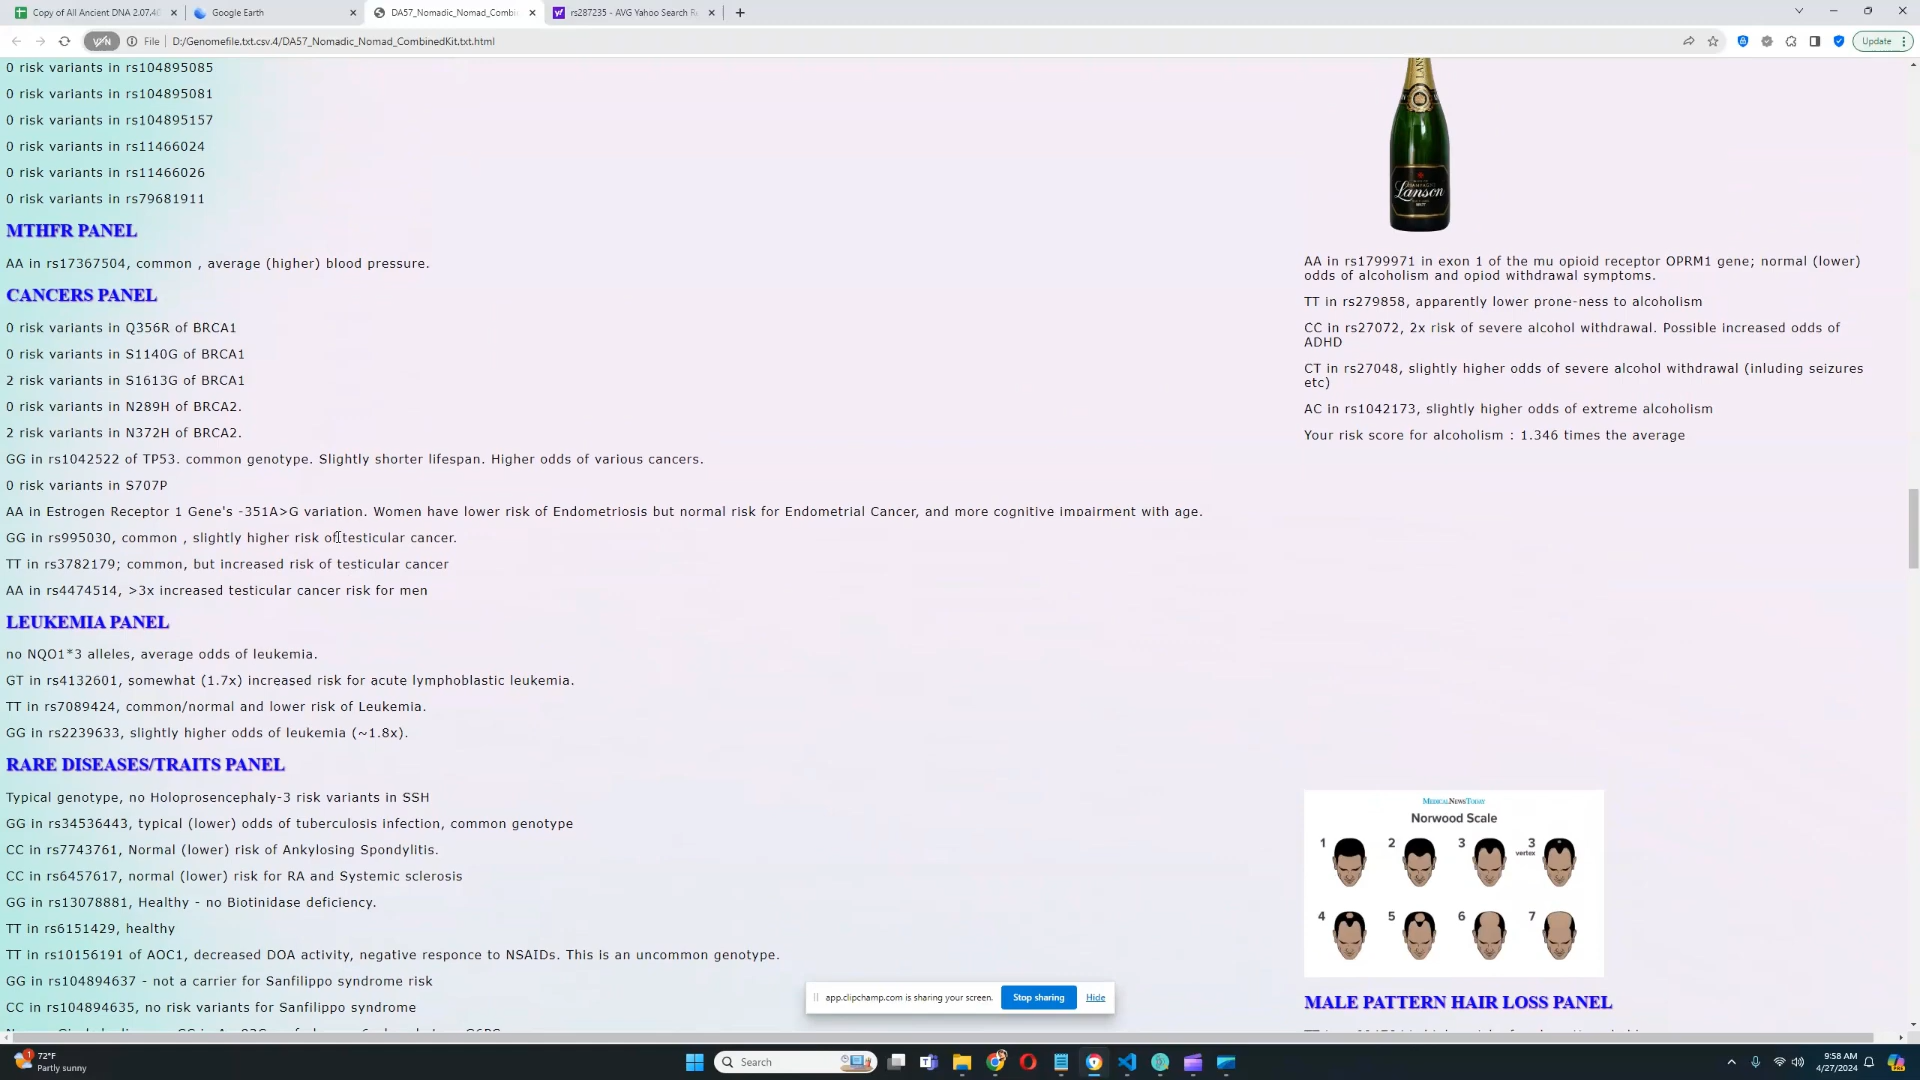 Copy of All Ancient DNA 2.07.46
Google Earth
DA57_Nomadic_Nomad_Combi
rs287235 - AVG Yahoo Search R
File
D:/Genomefile.txt.csv.4/DA57_Nomadic_Nomad_CombinedKit.txt.html
Update
0 risk variants in rs104895085
0 risk variants in rs104895081
0 risk variants in rs104895157
0 risk variants in rs11466024
0 risk variants in rs11466026
0 risk variants in rs79681911
MTHFR PANEL
AA in rs17367504, common , average (higher) blood pressure.
CANCERS PANEL
0 risk variants in Q356R of BRCA1
0 risk variants in S1140G of BRCA1
2 risk variants in S1613G of BRCA1
0 risk variants in N289H of BRCA2.
2 risk variants in N372H of BRCA2.
GG in rs1042522 of TP53. common genotype. Slightly shorter lifespan. Higher odds of various cancers.
0 risk variants in S707P
AA in Estrogen Receptor 1 Gene's -351A>G variation. Women have lower risk of Endometriosis but normal risk for Endometrial Cancer, and more cognitive impairment with age.
GG in rs995030, common , slightly higher risk of testicular cancer.
TT in rs3782179; common, but increased risk of testicular cancer
AA in rs4474514, >3x increased testicular cancer risk for men
LEUKEMIA PANEL
no NQO1*3 alleles, average odds of leukemia.
GT in rs4132601, somewhat (1.7x) increased risk for acute lymphoblastic leukemia.
TT in rs7089424, common/normal and lower risk of Leukemia.
GG in rs2239633, slightly higher odds of leukemia (~1.8x).
RARE DISEASES/TRAITS PANEL
Typical genotype, no Holoprosencephaly-3 risk variants in SSH
GG in rs34536443, typical (lower) odds of tuberculosis infection, common genotype
CC in rs7743761, Normal (lower) risk of Ankylosing Spondylitis.
CC in rs6457617, normal (lower) risk for RA and Systemic sclerosis
GG in rs13078881, Healthy - no Biotinidase deficiency.
TT in rs6151429, healthy
TT in rs10156191 of AOC1, decreased DOA activity, negative responce to NSAIDs. This is an uncommon genotype.
GG in rs104894637 - not a carrier for Sanfilippo syndrome risk
CC in rs104894635, no risk variants for Sanfilippo syndrome
LANS
Lanson
AA in rs1799971 in exon 1 of the mu opioid receptor OPRM1 gene; normal (lower)
odds of alcoholism and opiod withdrawal symptoms.
TT in rs279858, apparently lower prone-ness to alcoholism
CC in rs27072, 2x risk of severe alcohol withdrawal. Possible increased odds of
ADHD
CT in rs27048, slightly higher odds of severe alcohol withdrawal (inluding seizures
etc)
AC in rs1042173, slightly higher odds of extreme alcoholism
Your risk score for alcoholism : 1.346 times the average
MEDICALNEWSTODAY
Norwood Scale
1 2 3 3
vertex
4 5 6 7
MALE PATTERN HAIR LOSS PANEL
app.clipchamp.com is sharing your screen.
Stop sharing
Hide
1
72°F
Partly sunny
Search
9:58 AM
4/27/2024